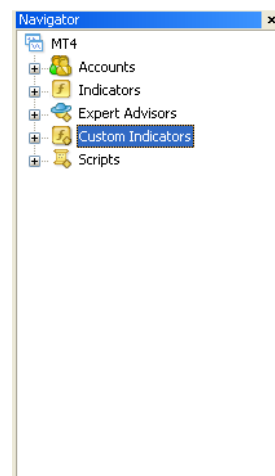 Navigator
MT4
Accounts
Indicators
Expert Advisors
Custom Indicators
Scripts